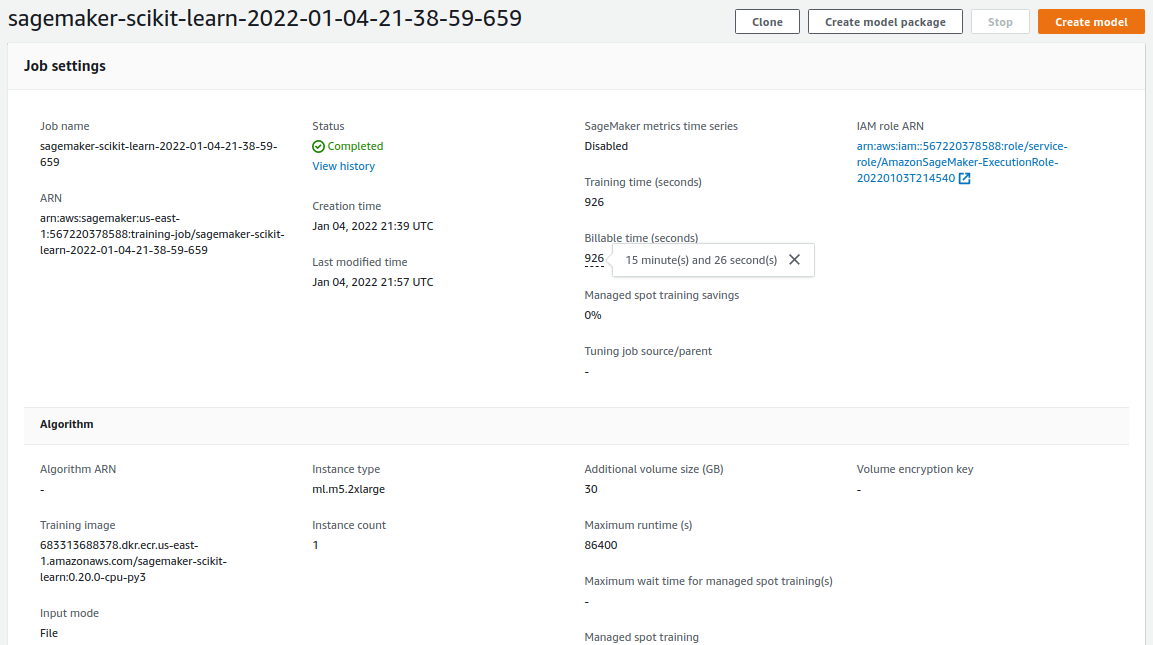 sagemaker-scikit-learn-2022-01-04-21-38-59-659
Clone
Create model package
Stop
Create model
Job settings
Job name
sagemaker-scikit-learn-2022-01-04-21-38-59-
659
ARN
arn:aws:sagemaker:us-east-
1:567220378588:training-job/sagemaker-scikit-
learn-2022-01-04-21-38-59-659
Status
Completed
View history
Creation time
Jan 04, 2022 21:39 UTC
Last modified time
Jan 04, 2022 21:57 UTC
SageMaker metrics time series
Disabled
Training time (seconds)
926
Billable time (seconds)
926
15 minute(s) and 26 second(s)
Managed spot training savings
0%
Tuning job source/parent
-
IAM role ARN
arn:aws:iam::567220378588:role/service-
role/AmazonSageMaker-ExecutionRole-
20220103T214540
Algorithm
Algorithm ARN
-
Training image
683313688378.dkr.ecr.us-east-
1.amazonaws.com/sagemaker-scikit-
learn:0.20.0-cpu-py3
Input mode
File
Instance type
ml.m5.2xlarge
Instance count
1
Additional volume size (GB)
30
Maximum runtime (s)
86400
Maximum wait time for managed spot training(s)
-
Managed spot training
Volume encryption key
-